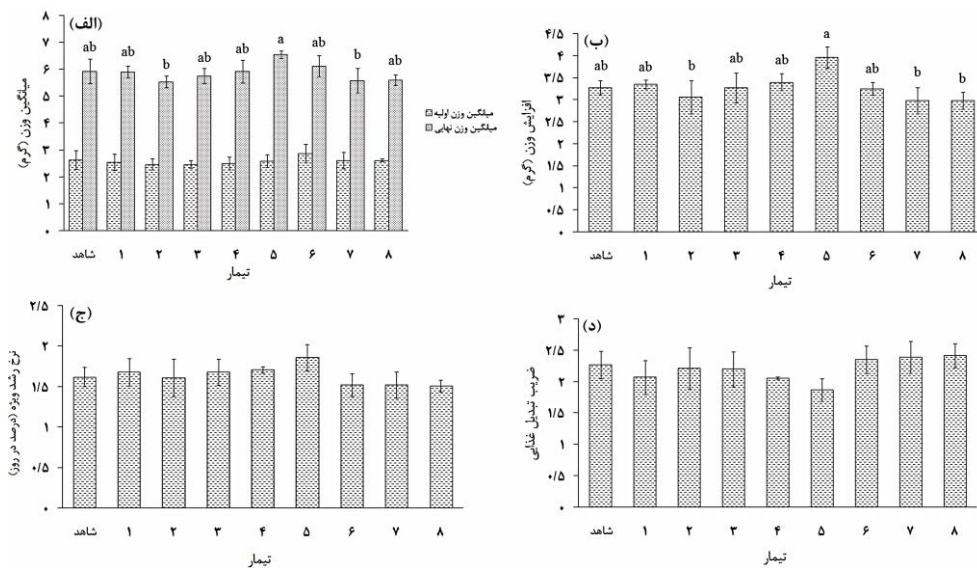 (الف)
میانگین وزن (گرم)
۸
۷
۶
۵
۴
۳
۲
۱
۰
ab ab b ab ab a ab b ab
میانگین وزن اولیه
میانگین وزن نهایی
شاهد ۱ ۲ ۳ ۴ ۵ ۶ ۷ ۸
تیمار
(ب)
افزایش وزن (گرم)
۴/۵
۴
۳/۵
۳
۲/۵
۲
۱/۵
۱
۰/۵
۰
ab ab b ab ab a ab b b
شاهد ۱ ۲ ۳ ۴ ۵ ۶ ۷ ۸
تیمار
(ج)
نرخ رشد ویژه (درصد در روز)
۲/۵
۲
۱/۵
۱
۰/۵
۰
شاهد ۱ ۲ ۳ ۴ ۵ ۶ ۷ ۸
تیمار
(د)
ضریب تبدیل غذایی
۳
۲/۵
۲
۱/۵
۱
۰/۵
۰
شاهد ۱ ۲ ۳ ۴ ۵ ۶ ۷ ۸
تیمار